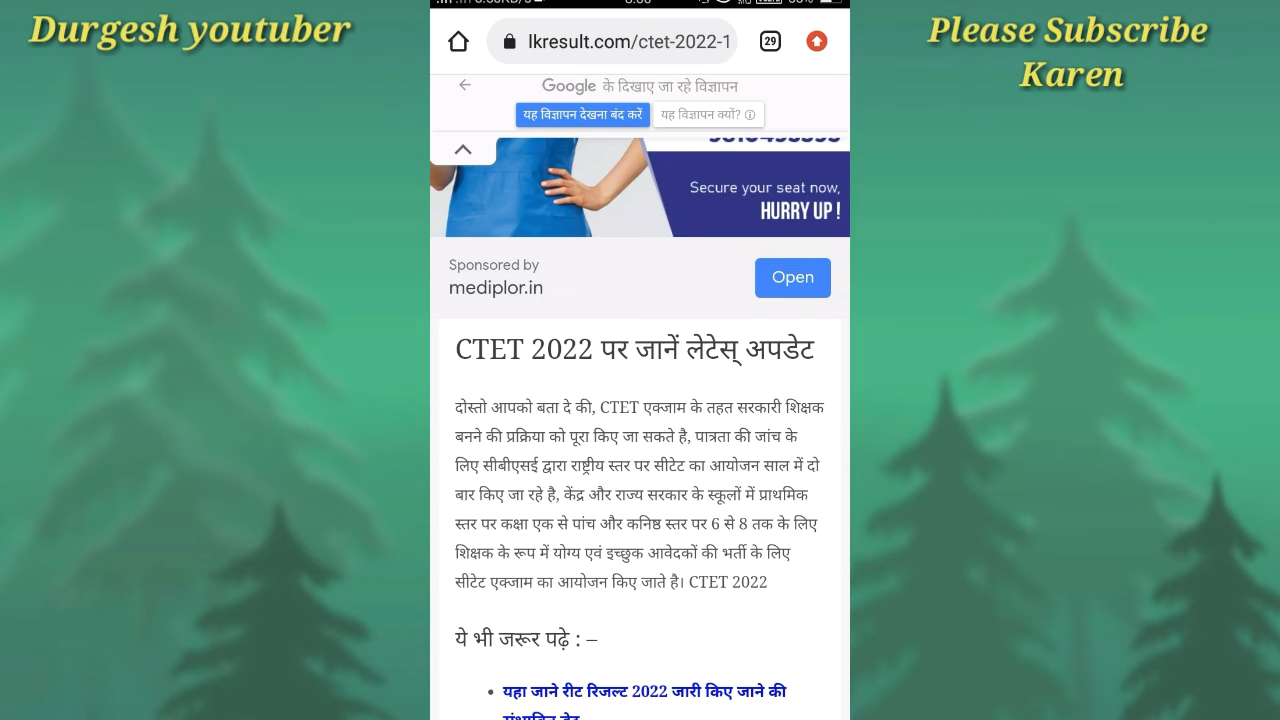 Durgesh youtuber
Please Subscribe
Karen
lkresult.com/ctet-2022-1
29
Google के दिखाए जा रहे विज्ञापन
यह विज्ञापन देखना बंद करें
यह विज्ञापन क्यों?
Secure your seat now,
HURRY UP !
Sponsored by
mediplor.in
Open
CTET 2022 पर जानें लेटेस् अपडेट
दोस्तो आपको बता दे की, CTET एक्जाम के तहत सरकारी शिक्षक
बनने की प्रक्रिया को पूरा किए जा सकते है, पात्रता की जांच के
लिए सीबीएसई द्वारा राष्ट्रीय स्तर पर सीटेट का आयोजन साल में दो
बार किए जा रहे है, केंद्र और राज्य सरकार के स्कूलों में प्राथमिक
स्तर पर कक्षा एक से पांच और कनिष्ठ स्तर पर 6 से 8 तक के लिए
शिक्षक के रूप में योग्य एवं इच्छुक आवेदकों की भर्ती के लिए
सीटेट एक्जाम का आयोजन किए जाते है। CTET 2022
ये भी जरूर पढ़े : –
• यहा जाने रीट रिजल्ट 2022 जारी किए जाने की